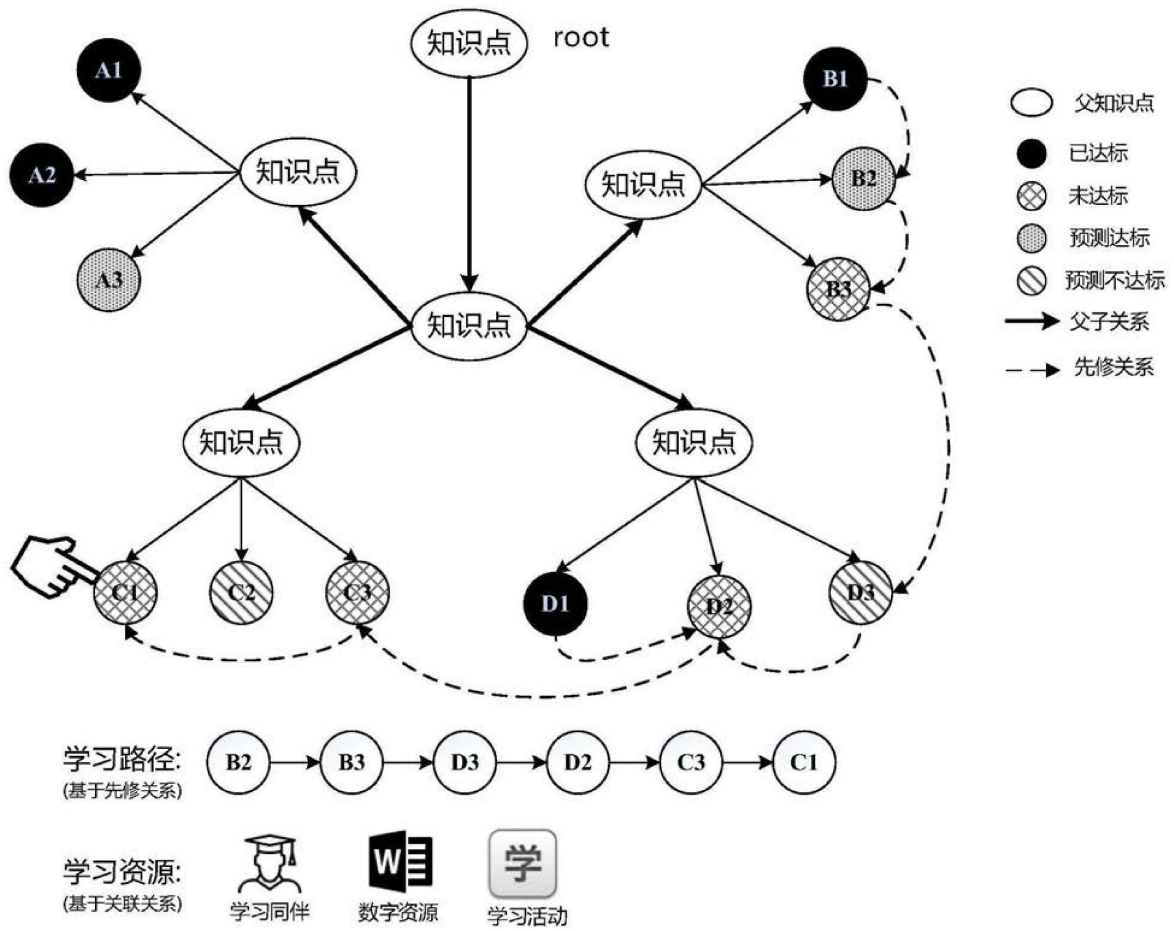 知识点 root
A1
B1
父知识点
已达标
A2
知识点
知识点
B2
未达标
预测达标
A3
B3
预测不达标
知识点
父子关系
先修关系
知识点
知识点
C1
C2
C3
D1
D2
D3
学习路径:
(基于先修关系)
B2
B3
D3
D2
C3
C1
学习资源:
(基于关联关系)
W
学
学习同伴
数字资源
学习活动